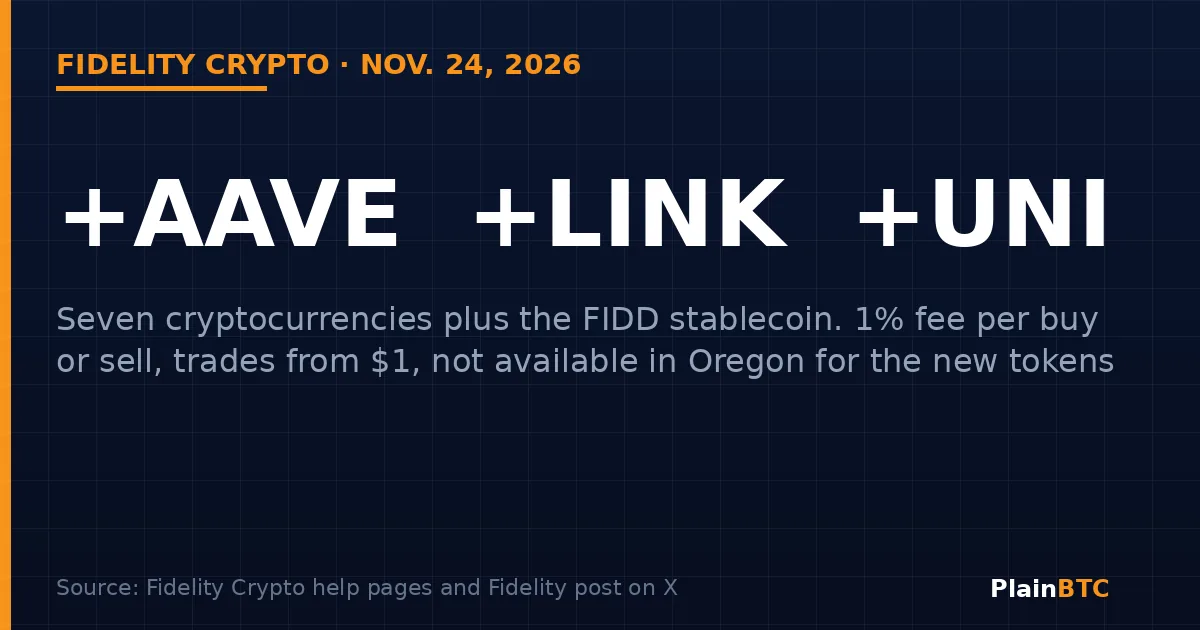 FIDELITY CRYPTO · NOV. 24, 2026
+AAVE +LINK +UNI
Seven cryptocurrencies plus the FIDD stablecoin. 1% fee per buy
or sell, trades from $1, not available in Oregon for the new tokens
Source: Fidelity Crypto help pages and Fidelity post on X
PlainBTC